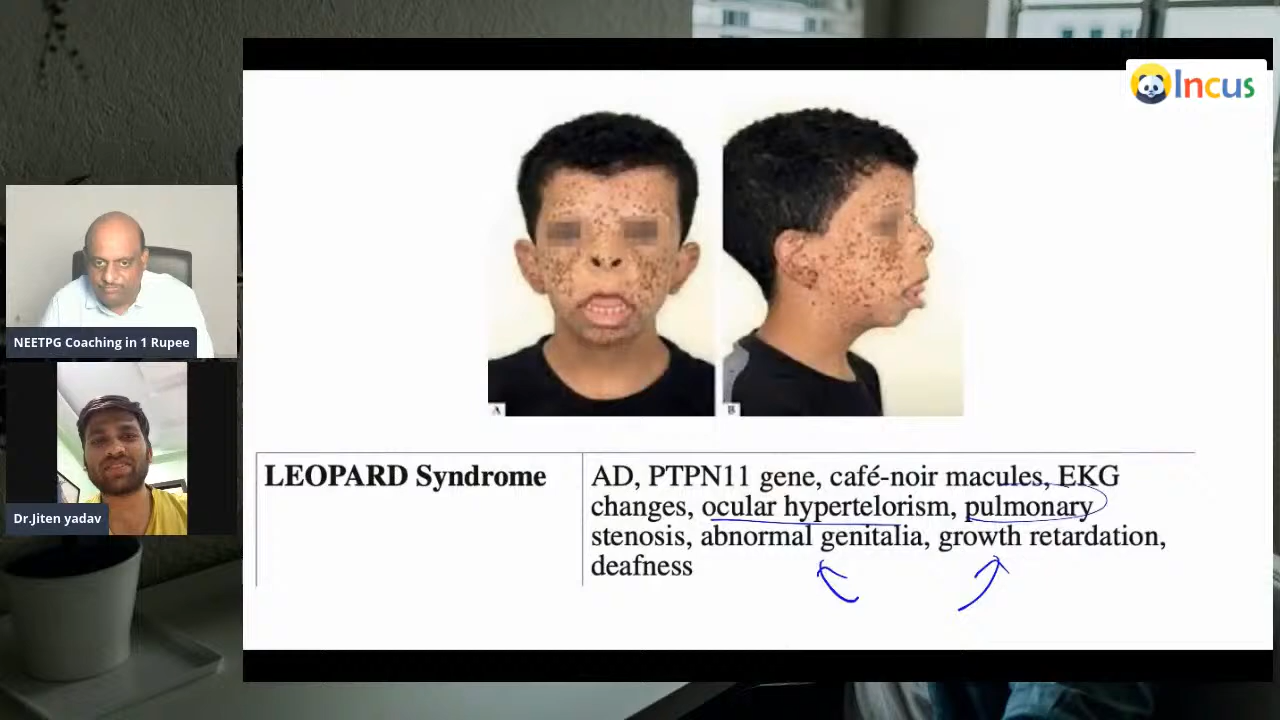 Incus
NEETPG Coaching in 1 Rupee
Dr.Jiten yadav
A
B
LEOPARD Syndrome
AD, PTPN11 gene, café-noir macules, EKG
changes, ocular hypertelorism, pulmonary
stenosis, abnormal genitalia, growth retardation,
deafness